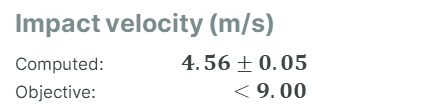 Impact velocity (m/s)
Computed: 4.56 ± 0.05
Objective: < 9.00